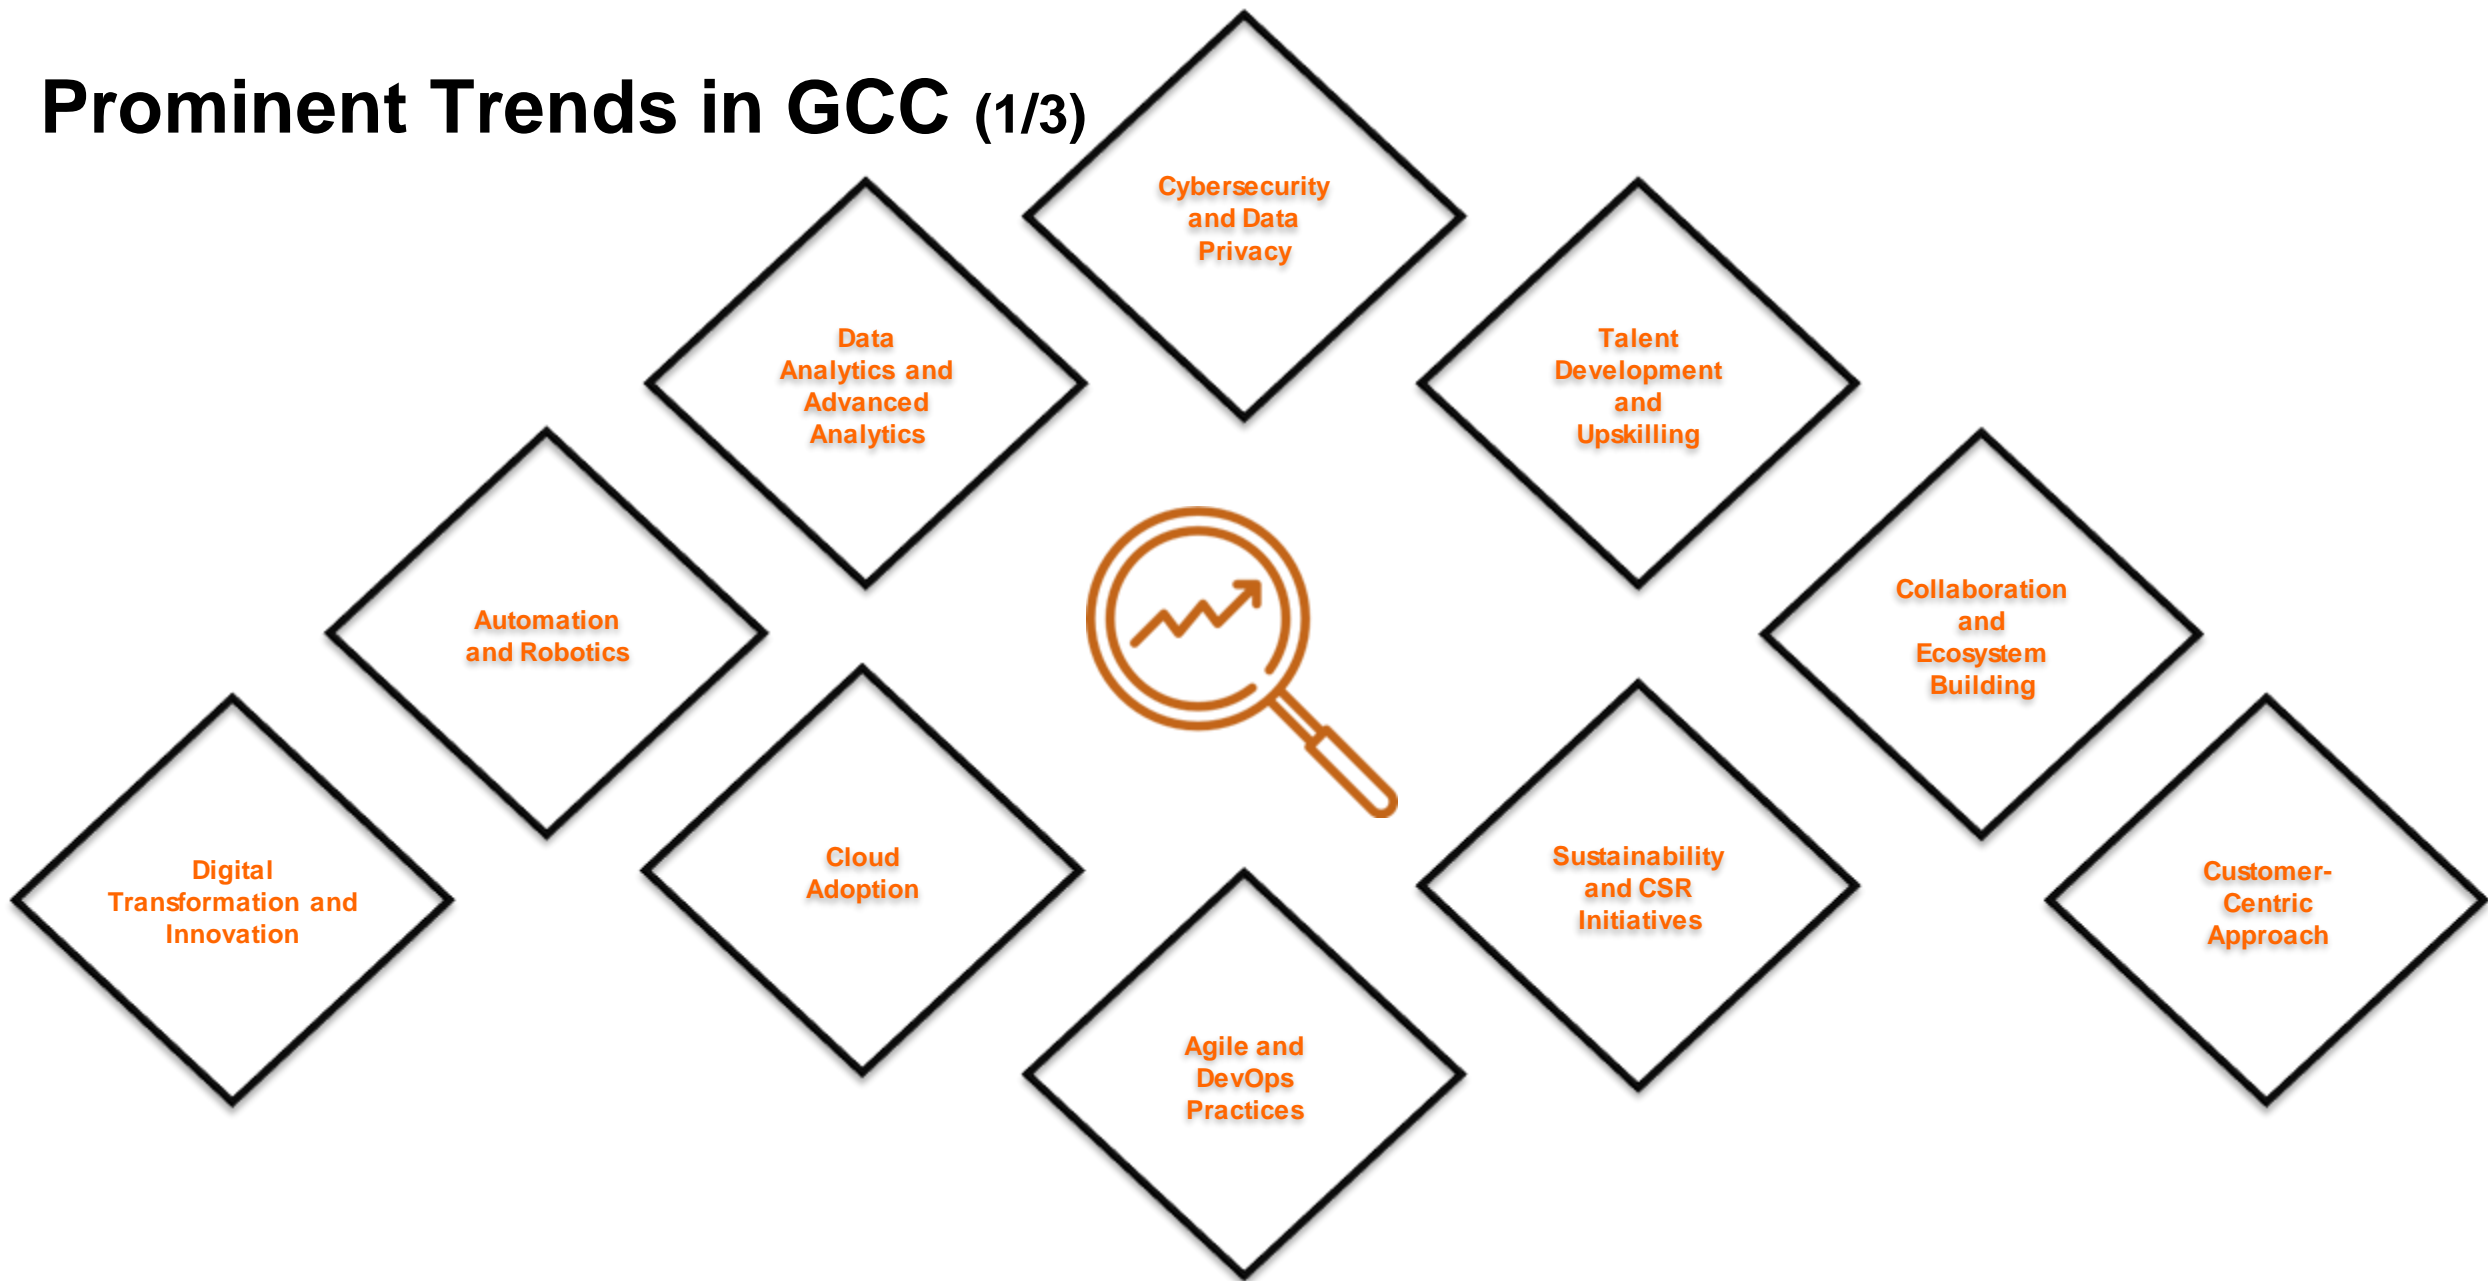 Prominent Trends in GCC (1/3)
Cybersecurity
and Data
Privacy
Data
Analytics and
Advanced
Analytics
Talent
Development
and
Upskilling
Automation
and Robotics
Collaboration
and
Ecosystem
Building
Digital
Transformation and
Innovation
Cloud
Adoption
Sustainability
and CSR
Initiatives
Customer-
Centric
Approach
Agile and
DevOps
Practices